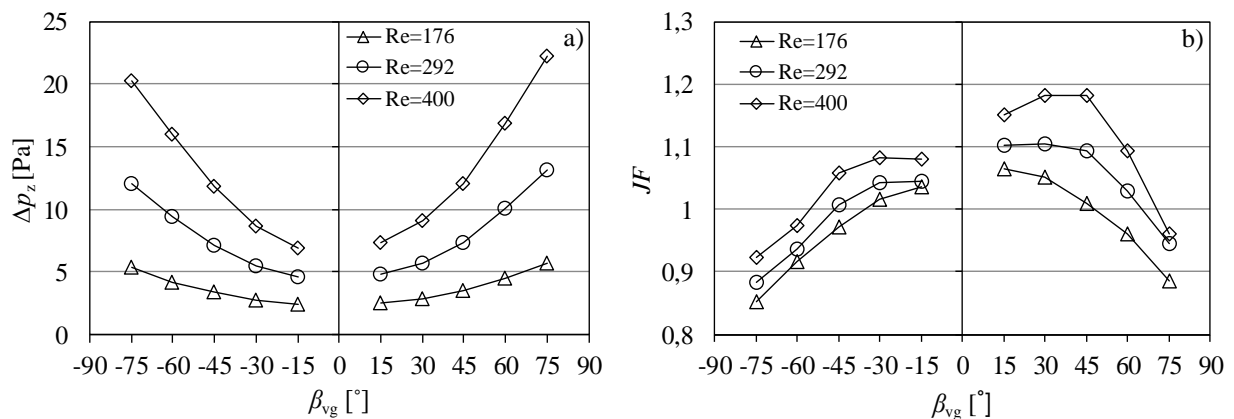 25
20
15
10
5
0
Δp_z [Pa]
Re=176
Re=292
Re=400
a)
-90 -75 -60 -45 -30 -15 0 15 30 45 60 75 90
β_vg [°]
1,3
1,2
1,1
1
0,9
0,8
JF
Re=176
Re=292
Re=400
b)
-90 -75 -60 -45 -30 -15 0 15 30 45 60 75 90
β_vg [°]